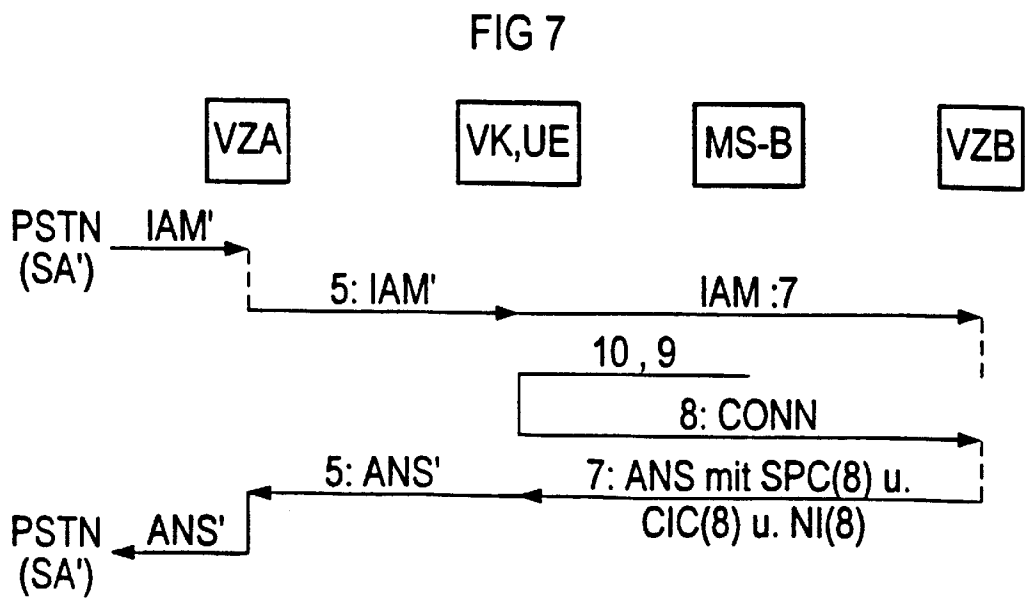 FIG 7
VZA
VK,UE
MS-B
VZB
PSTN
(SA')
IAM'
5: IAM'
IAM :7
10 , 9
8: CONN
5: ANS'
7: ANS mit SPC(8) u.
CIC(8) u. NI(8)
PSTN
(SA')
ANS'